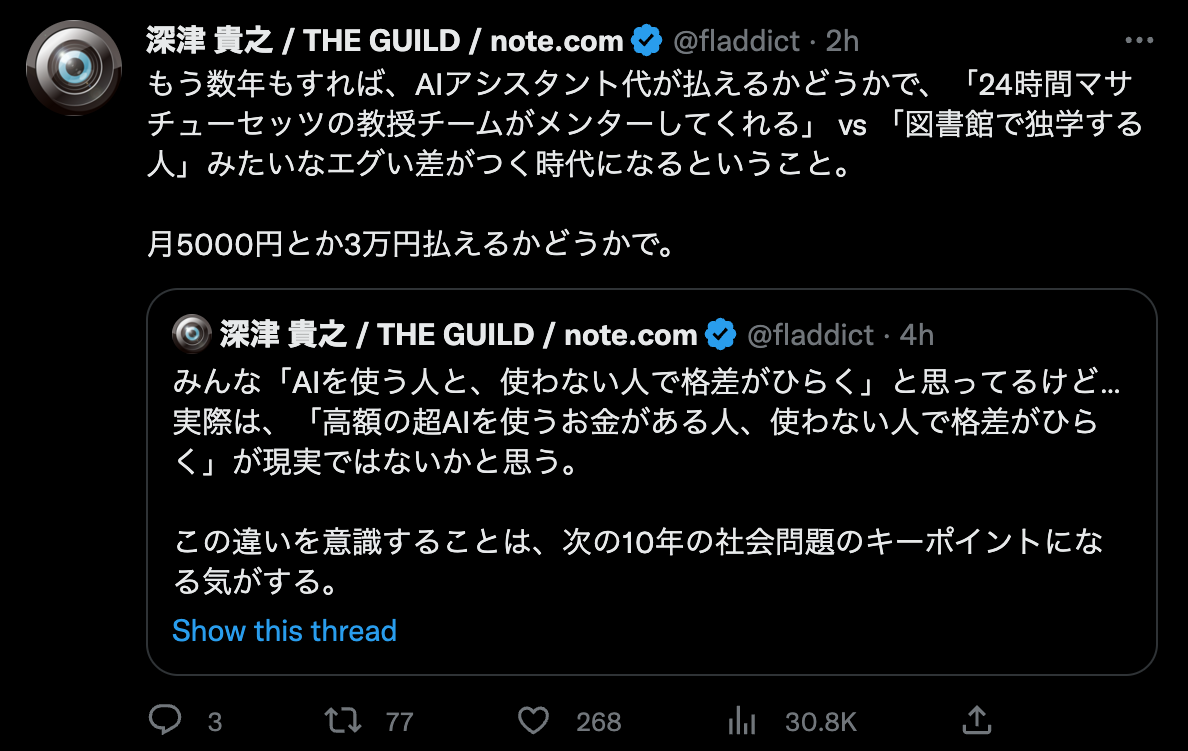 深津 貴之 / THE GUILD / note.com @fladdict · 2h
もう数年もすれば、AIアシスタント代が払えるかどうかで、「24時間マサ
チューセッツの教授チームがメンターしてくれる」 vs 「図書館で独学する
人」みたいなエグい差がつく時代になるということ。
月5000円とか3万円払えるかどうかで。
深津 貴之 / THE GUILD / note.com @fladdict · 4h
みんな「AIを使う人と、使わない人で格差がひらく」と思ってるけど…
実際は、「高額の超AIを使うお金がある人、使わない人で格差がひら
く」が現実ではないかと思う。
この違いを意識することは、次の10年の社会問題のキーポイントにな
る気がする。
Show this thread
3 77 268 30.8K